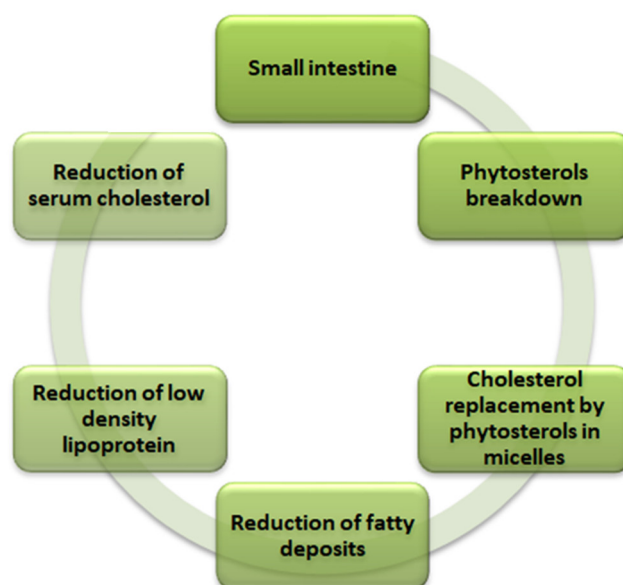 Small intestine
Phytosterols
breakdown
Cholesterol
replacement by
phytosterols in
micelles
Reduction of fatty
deposits
Reduction of low
density
lipoprotein
Reduction of
serum cholesterol